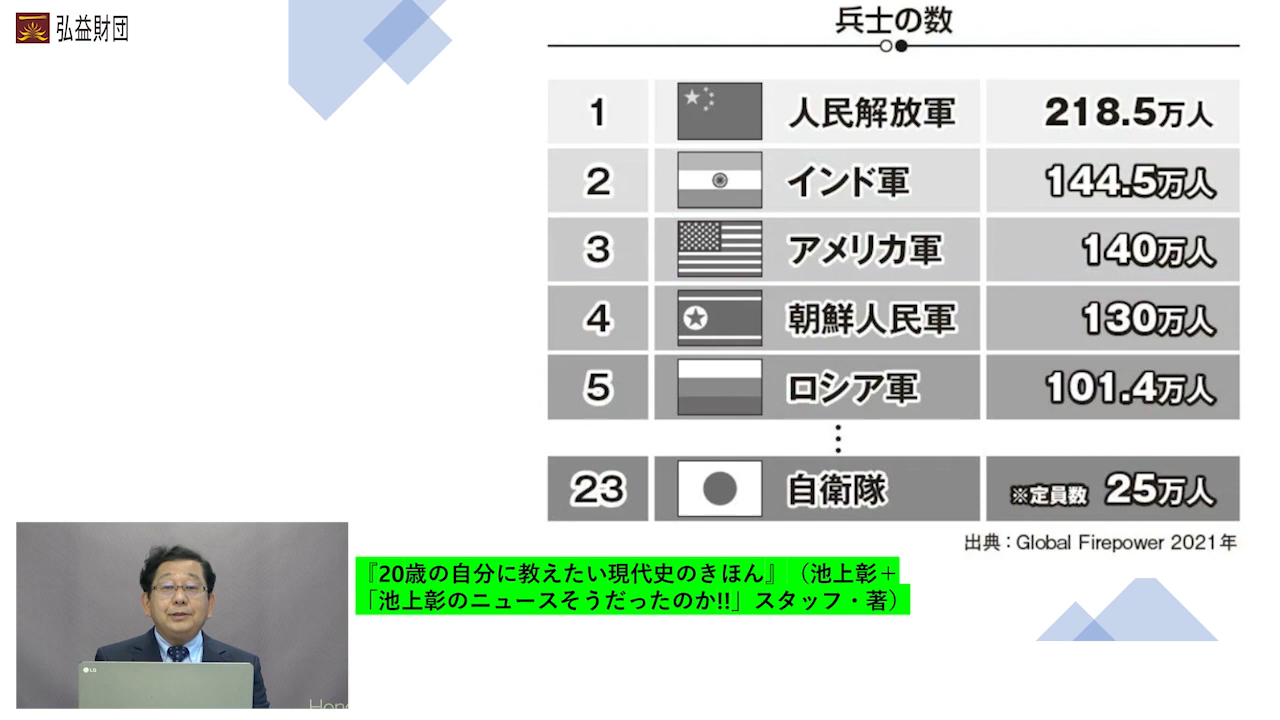 弘益財団
兵士の数
1 人民解放軍 218.5万人
2 インド軍 144.5万人
3 アメリカ軍 140万人
4 朝鮮人民軍 130万人
5 ロシア軍 101.4万人
23 自衛隊 ※定員数 25万人
出典：Global Firepower 2021年
『20歳の自分に教えたい現代史のきほん』（池上彰＋
「池上彰のニュースそうだったのか!!」スタッフ・著）
LG